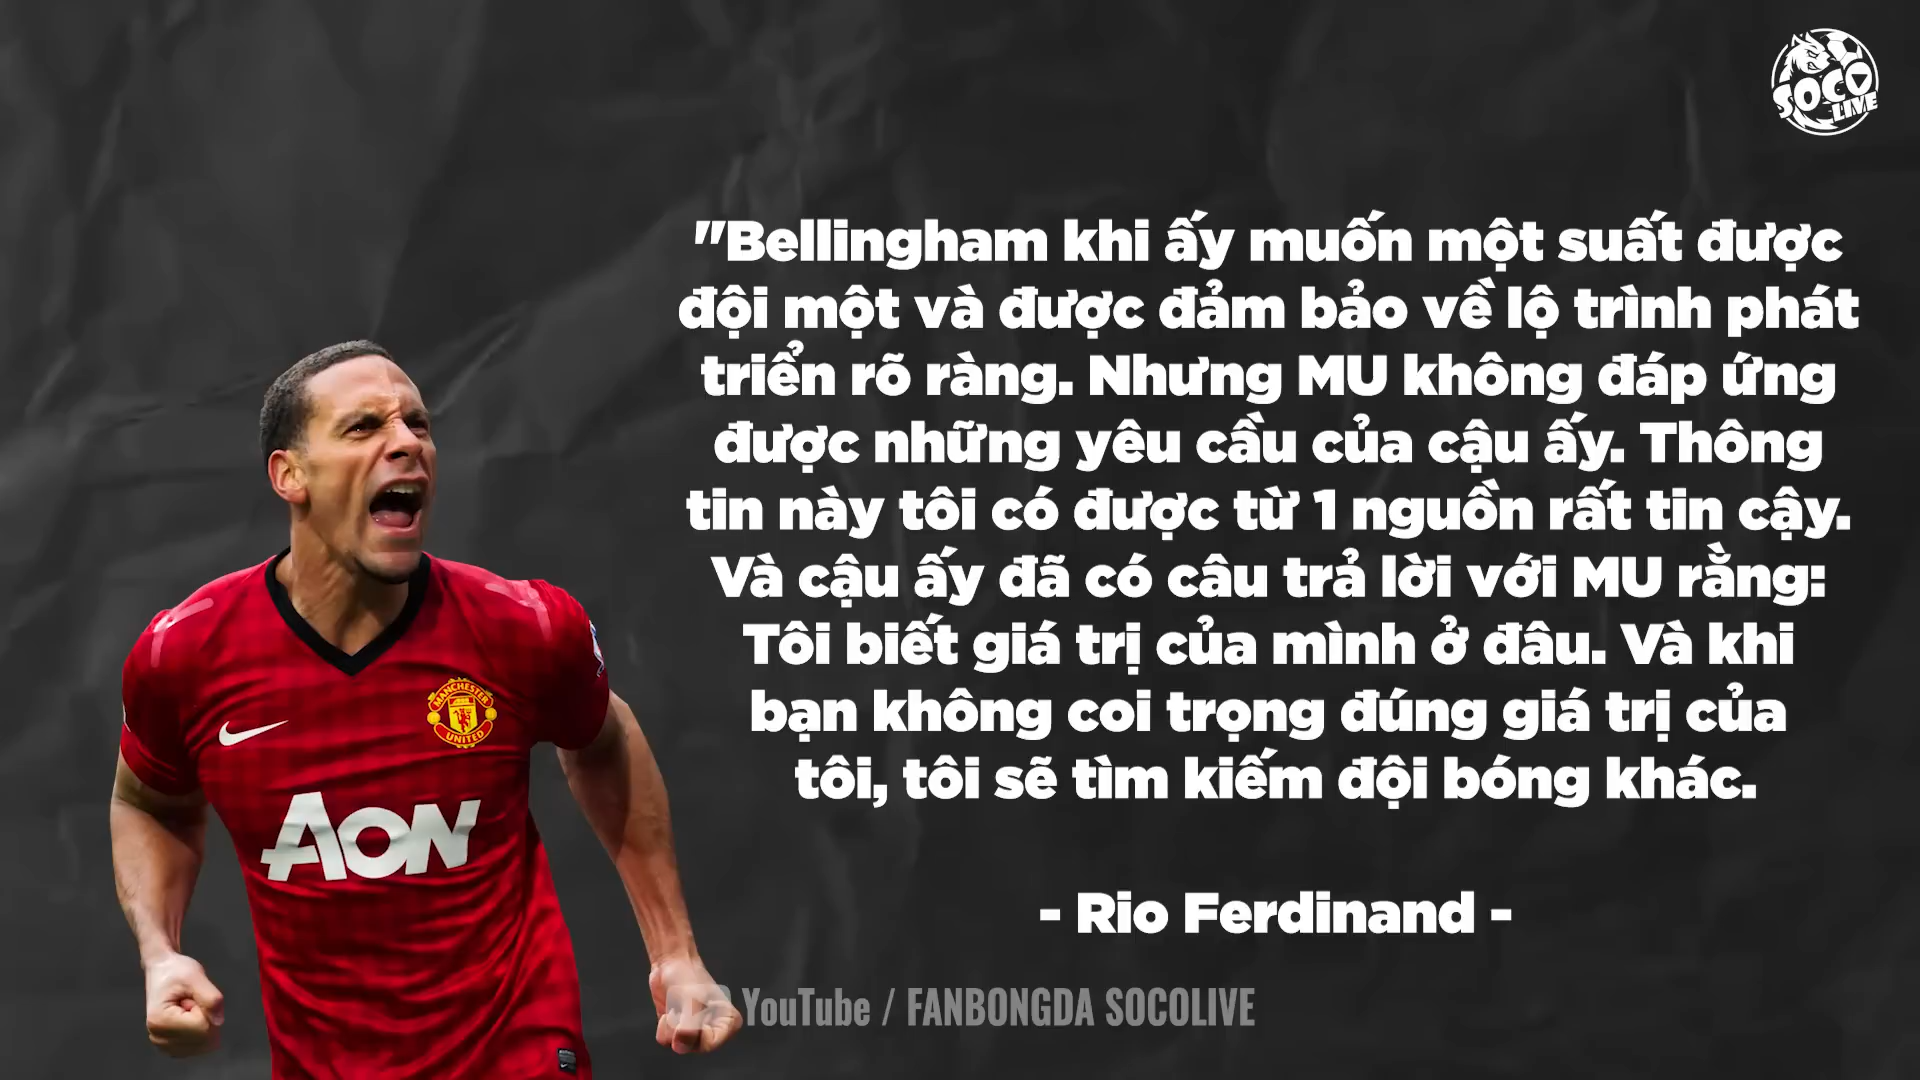 SOCO
LIVE
"Bellingham khi ấy muốn một suất được
đội một và được đảm bảo về lộ trình phát
triển rõ ràng. Nhưng MU không đáp ứng
được những yêu cầu của cậu ấy. Thông
tin này tôi có được từ 1 nguồn rất tin cậy.
Và cậu ấy đã có câu trả lời với MU rằng:
Tôi biết giá trị của mình ở đâu. Và khi
bạn không coi trọng đúng giá trị của
tôi, tôi sẽ tìm kiếm đội bóng khác.
- Rio Ferdinand -
MANCHESTER
UNITED
AON
YouTube / FANBONGDA SOCOLIVE